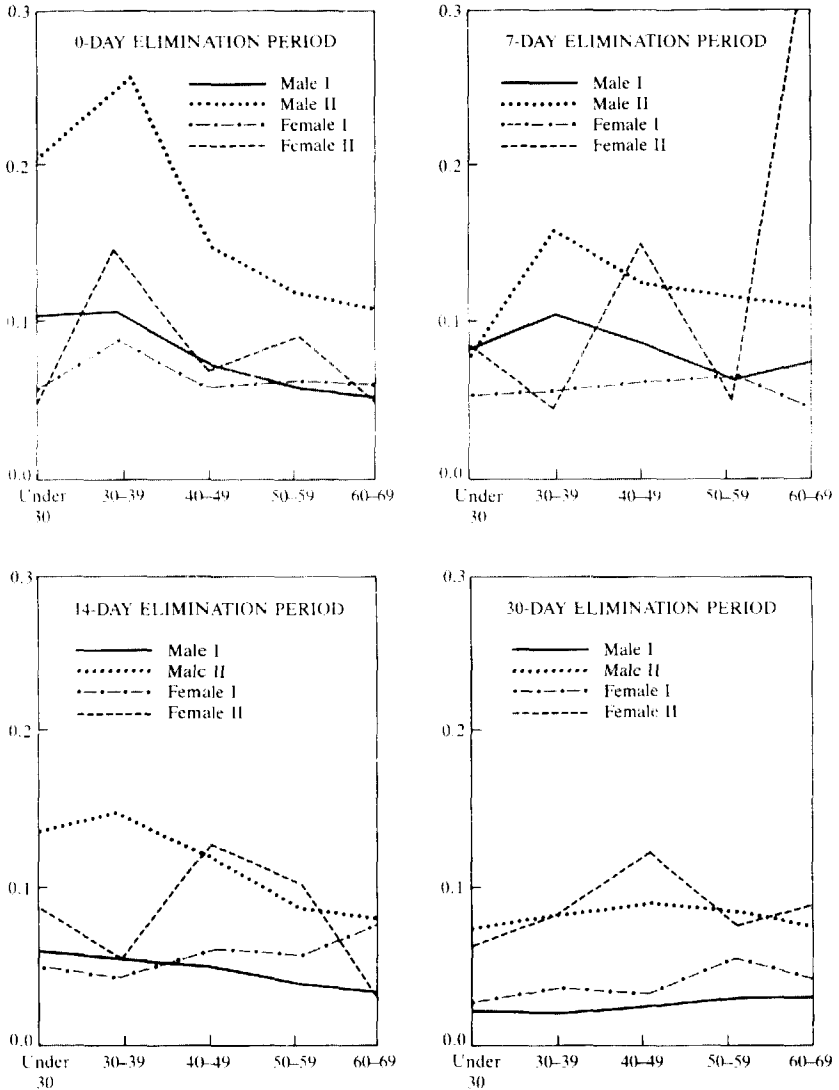 0.3
0-DAY ELIMINATION PERIOD
Male I
Male II
Female I
Female II
0.2
0.1
0.0
Under
30
30–39
40–49
50–59
60–69
7-DAY ELIMINATION PERIOD
Male I
Male II
Female I
Female II
0.2
0.1
0.0
Under
30
30–39
40–49
50–59
60–69
0.3
14-DAY ELIMINATION PERIOD
Male I
Male II
Female I
Female II
0.2
0.1
0.0
Under
30
30–39
40–49
50–59
60–69
0.3
30-DAY ELIMINATION PERIOD
Male I
Male II
Female I
Female II
0.2
0.1
0.0
Under
30
30–39
40–49
50–59
60–69